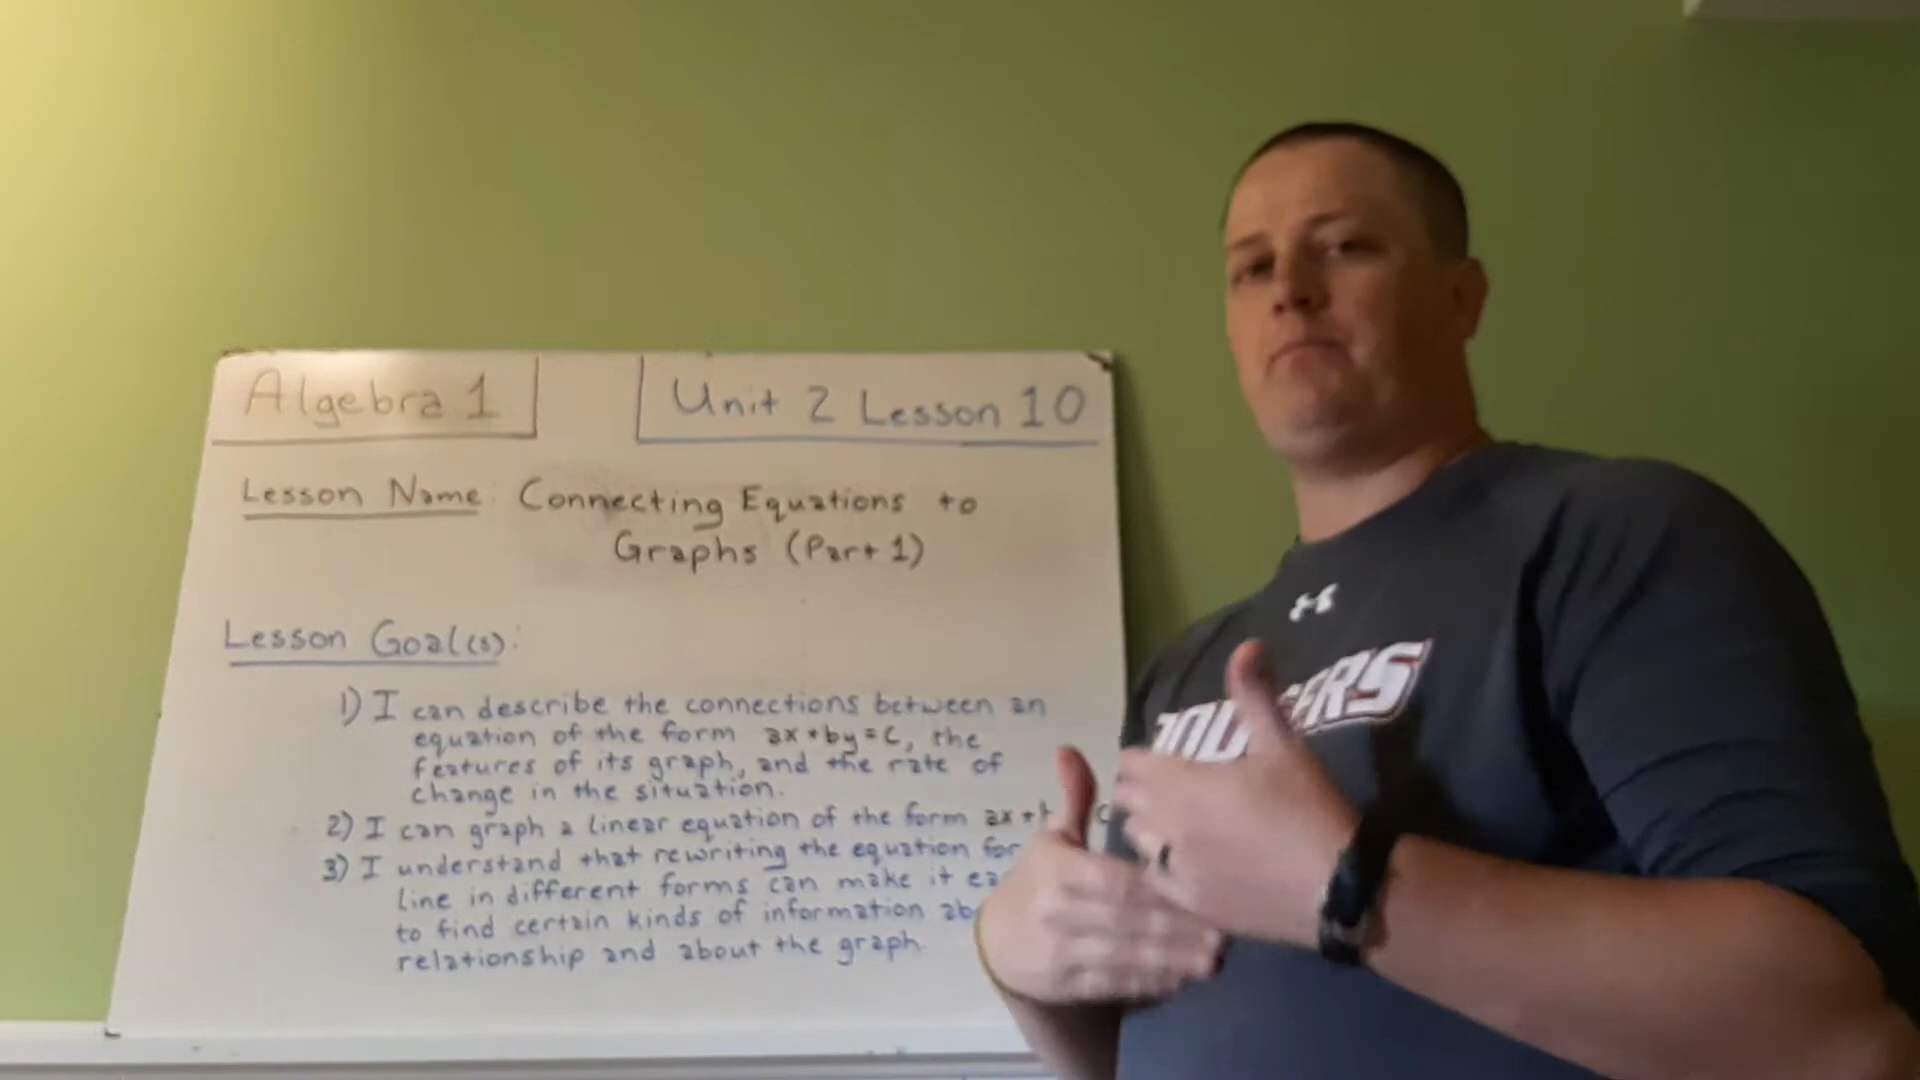 Algebra 1
Unit 2 Lesson 10
Lesson Name: Connecting Equations to
Graphs (Part 1)
Lesson Goal(s):
1) I can describe the connections between an
equation of the form ax+by=c, the
features of its graph, and the rate of
change in the situation.
2) I can graph a linear equation of the form
3) I understand that rewriting the equation for
line in different forms can make it
to find certain kinds of information
relationship and about the graph.